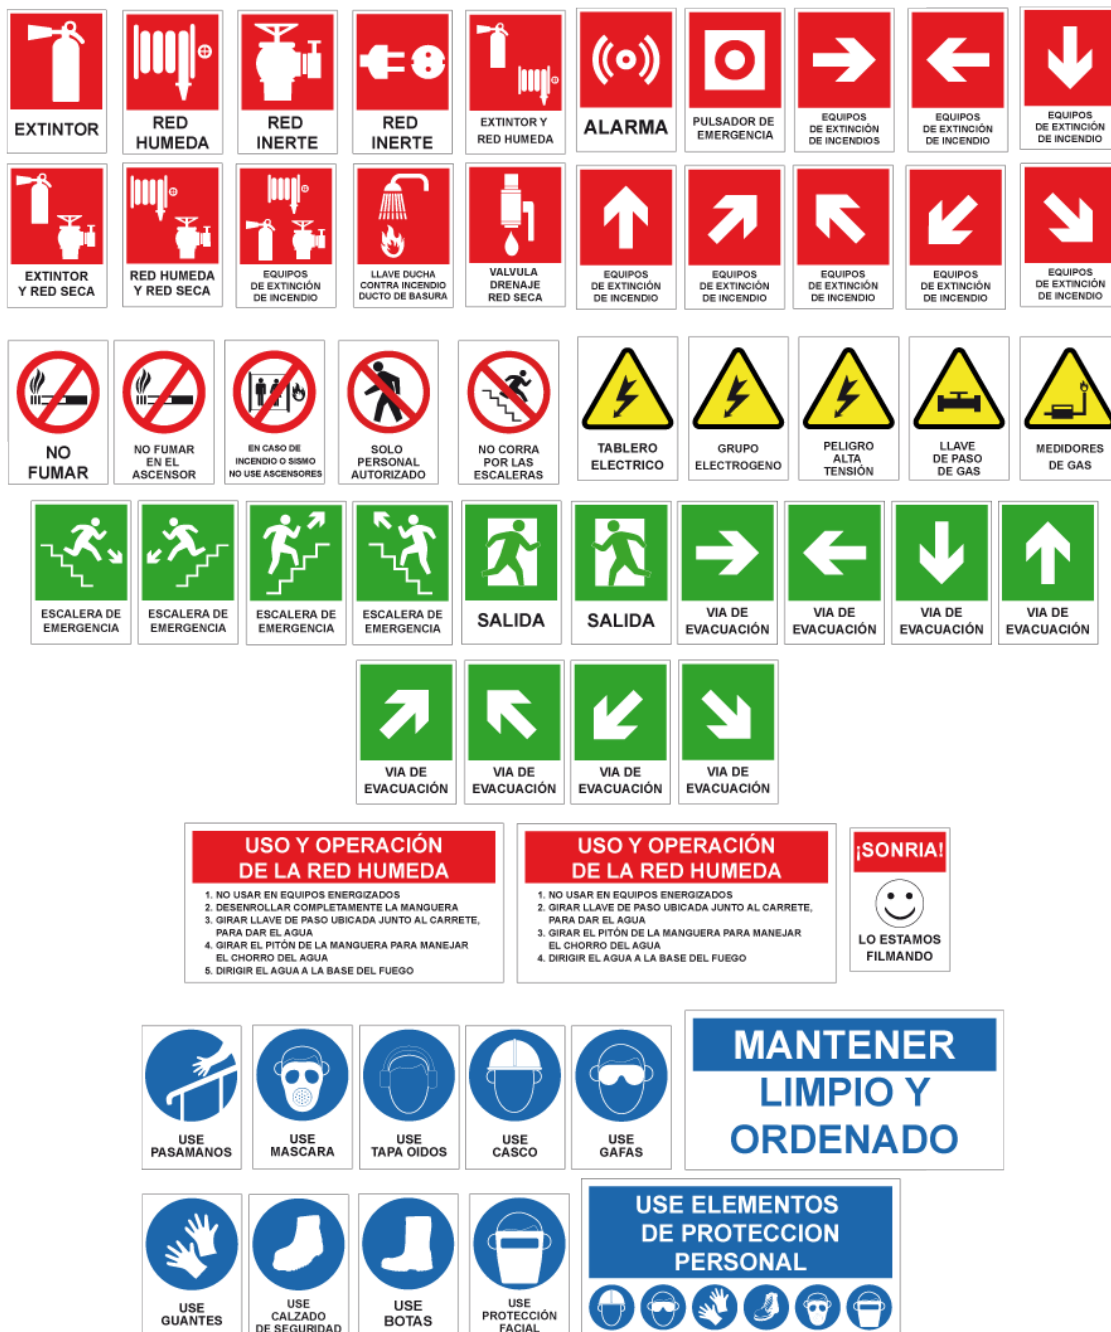 EXTINTOR
RED
HUMEDA
RED
INERTE
RED
INERTE
EXTINTOR Y
RED HUMEDA
ALARMA
PULSADOR DE
EMERGENCIA
EQUIPOS
DE EXTINCIÓN
DE INCENDIOS
EQUIPOS
DE EXTINCIÓN
DE INCENDIO
EQUIPOS
DE EXTINCIÓN
DE INCENDIO
EXTINTOR
Y RED SECA
RED HUMEDA
Y RED SECA
EQUIPOS
DE EXTINCIÓN
DE INCENDIO
LLAVE DUCHA
CONTRA INCENDIO
DUCTO DE BASURA
VALVULA
DRENAJE
RED SECA
EQUIPOS
DE EXTINCIÓN
DE INCENDIO
EQUIPOS
DE EXTINCIÓN
DE INCENDIO
EQUIPOS
DE EXTINCIÓN
DE INCENDIO
EQUIPOS
DE EXTINCIÓN
DE INCENDIO
EQUIPOS
DE EXTINCIÓN
DE INCENDIO
NO
FUMAR
NO FUMAR
EN EL
ASCENSOR
EN CASO DE
INCENDIO O SISMO
NO USE ASCENSORES
SOLO
PERSONAL
AUTORIZADO
NO CORRA
POR LAS
ESCALERAS
TABLERO
ELECTRICO
GRUPO
ELECTROGENO
PELIGRO
ALTA
TENSIÓN
LLAVE
DE PASO
DE GAS
MEDIDORES
DE GAS
ESCALERA DE
EMERGENCIA
ESCALERA DE
EMERGENCIA
ESCALERA DE
EMERGENCIA
ESCALERA DE
EMERGENCIA
SALIDA
SALIDA
VIA DE
EVACUACIÓN
VIA DE
EVACUACIÓN
VIA DE
EVACUACIÓN
VIA DE
EVACUACIÓN
VIA DE
EVACUACIÓN
VIA DE
EVACUACIÓN
VIA DE
EVACUACIÓN
VIA DE
EVACUACIÓN
USO Y OPERACIÓN
DE LA RED HUMEDA
1. NO USAR EN EQUIPOS ENERGIZADOS
2. DESENROLLAR COMPLETAMENTE LA MANGUERA
3. GIRAR LLAVE DE PASO UBICADA JUNTO AL CARRETE,
PARA DAR EL AGUA
4. GIRAR EL PITÓN DE LA MANGUERA PARA MANEJAR
EL CHORRO DEL AGUA
5. DIRIGIR EL AGUA A LA BASE DEL FUEGO
USO Y OPERACIÓN
DE LA RED HUMEDA
1. NO USAR EN EQUIPOS ENERGIZADOS
2. GIRAR LLAVE DE PASO UBICADA JUNTO AL CARRETE,
PARA DAR EL AGUA
3. GIRAR EL PITÓN DE LA MANGUERA PARA MANEJAR
EL CHORRO DEL AGUA
4. DIRIGIR EL AGUA A LA BASE DEL FUEGO
¡SONRIA!
LO ESTAMOS
FILMANDO
USE
PASAMANOS
USE
MASCARA
USE
TAPA OIDOS
USE
CASCO
USE
GAFAS
MANTENER
LIMPIO Y
ORDENADO
USE
GUANTES
USE
CALZADO
DE SEGURIDAD
USE
BOTAS
USE
PROTECCIÓN
FACIAL
USE ELEMENTOS
DE PROTECCION
PERSONAL